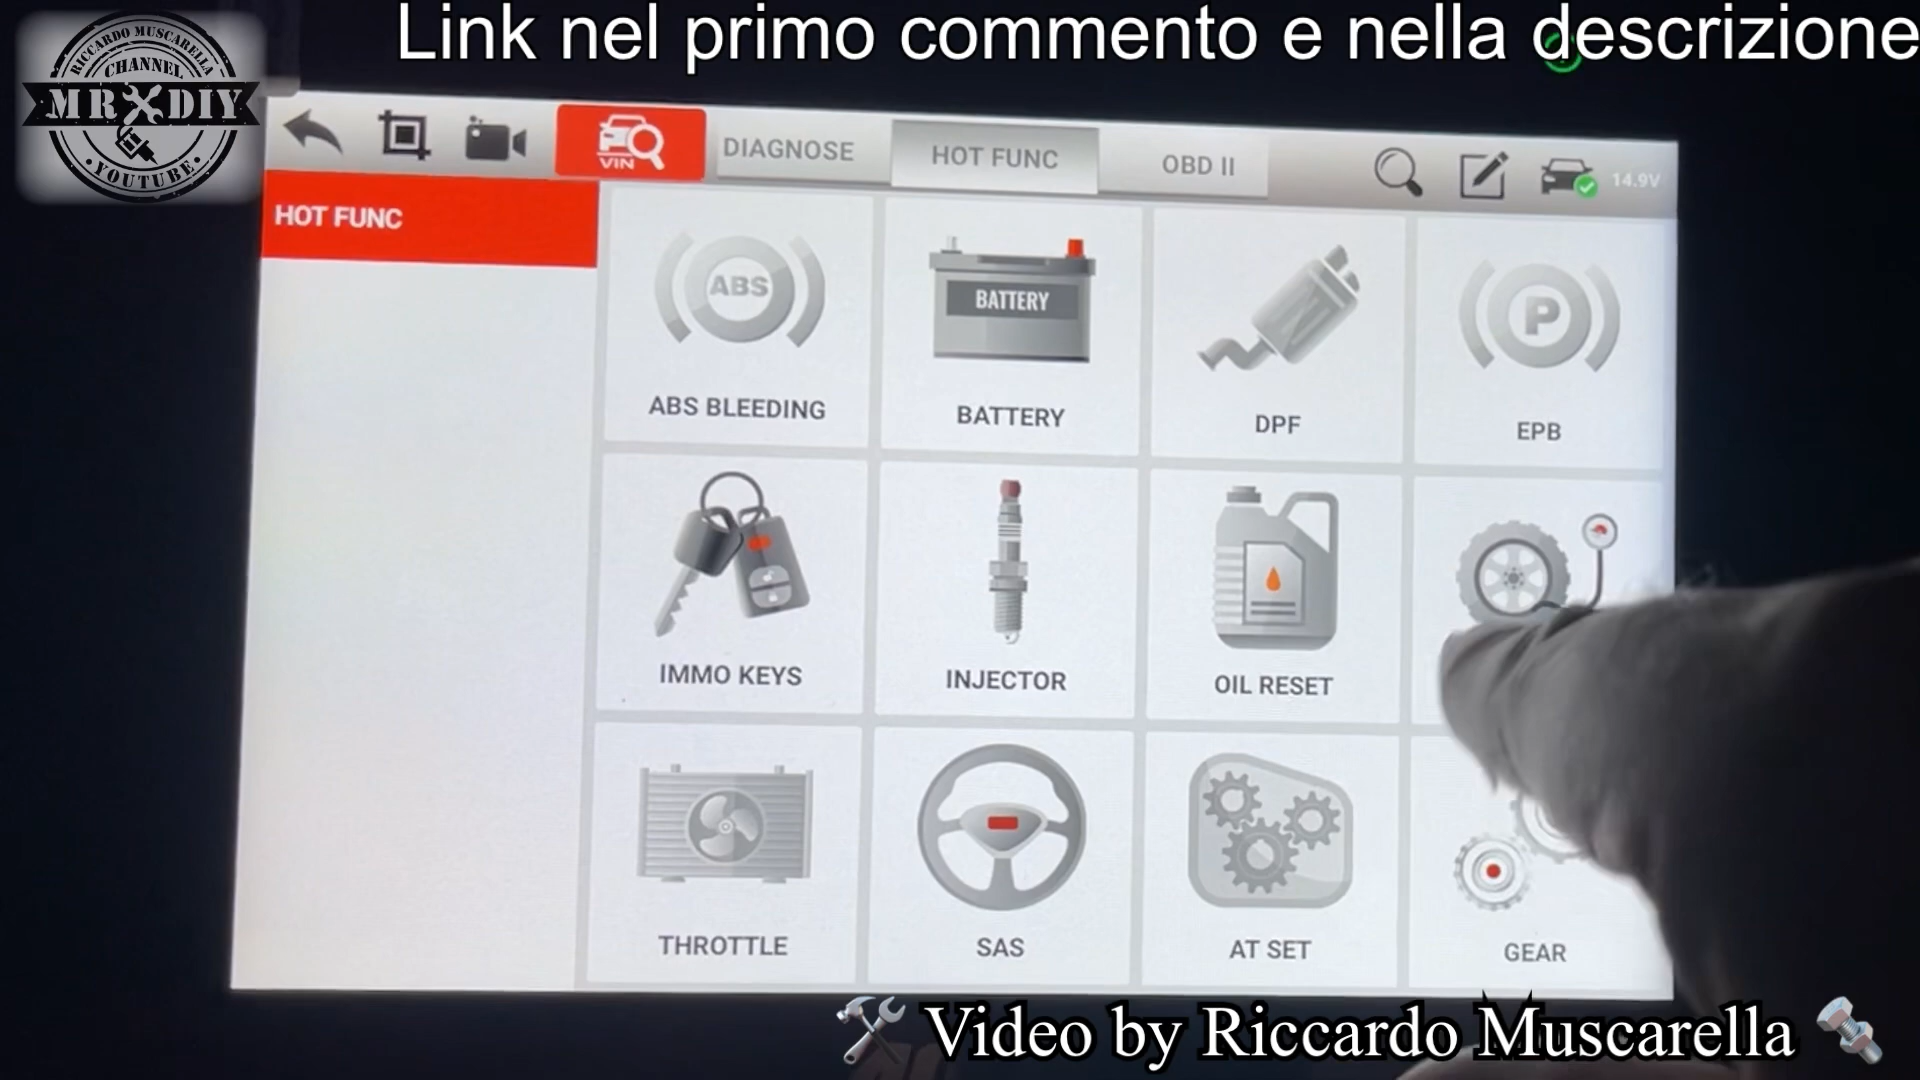 Link nel primo commento e nella descrizione
RICCARDO MUSCARELLA
CHANNEL
MR DIY
YOUTUBE
VIN
DIAGNOSE
HOT FUNC
OBD II
14.9V
HOT FUNC
ABS
BATTERY
P
ABS BLEEDING
BATTERY
DPF
EPB
IMMO KEYS
INJECTOR
OIL RESET
THROTTLE
SAS
AT SET
GEAR
Video by Riccardo Muscarella